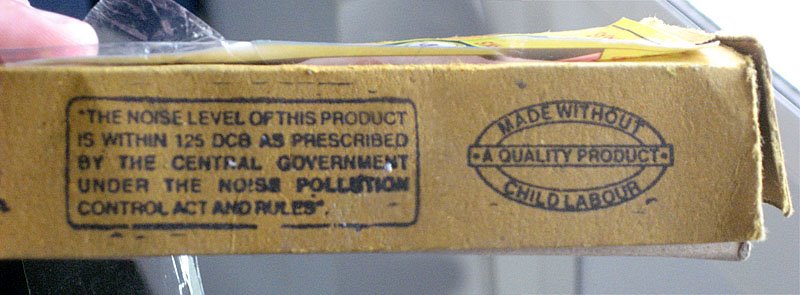 "THE NOISE LEVEL OF THIS PRODUCT
IS WITHIN 125 DCB AS PRESCRIBED
BY THE CENTRAL GOVERNMENT
UNDER THE NOISE POLLUTION
CONTROL ACT AND RULES".
MADE WITHOUT
· A QUALITY PRODUCT ·
CHILD LABOUR